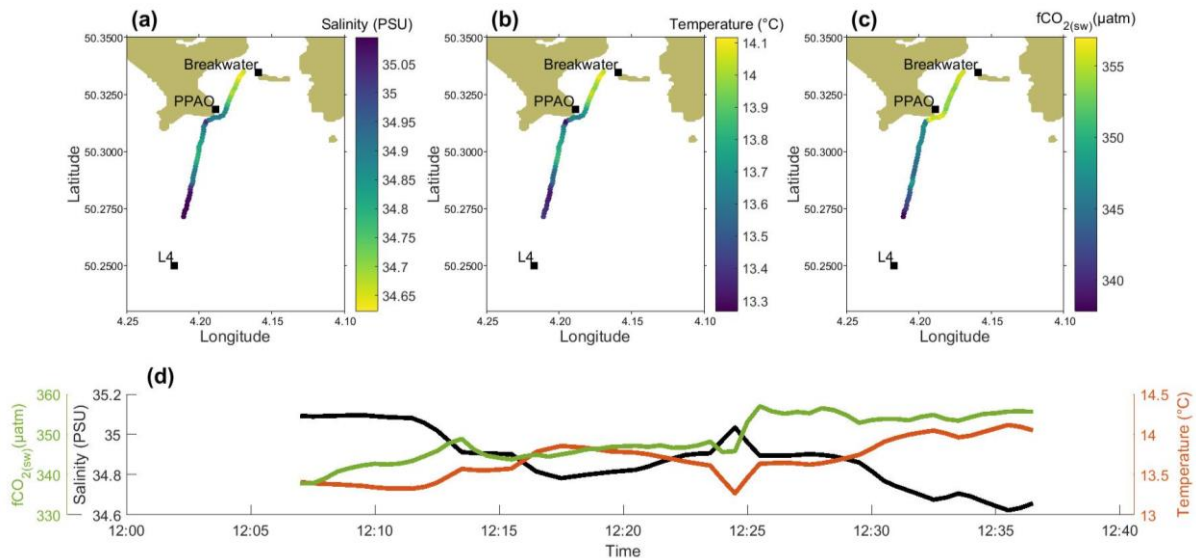 (a)
Salinity (PSU)
50.3500
50.3250
50.3000
50.2750
50.2500
Latitude
Breakwater
PPAO
L4
4.25
4.20
4.15
4.10
Longitude
35.05
35
34.95
34.9
34.85
34.8
34.75
34.7
34.65
(b)
Temperature (°C)
50.3500
50.3250
50.3000
50.2750
50.2500
Latitude
Breakwater
PPAO
L4
4.25
4.20
4.15
4.10
Longitude
14.1
14
13.9
13.8
13.7
13.6
13.5
13.4
13.3
(c)
fCO2(sw)(µatm)
50.3500
50.3250
50.3000
50.2750
50.2500
Latitude
Breakwater
PPAO
L4
4.25
4.20
4.15
4.10
Longitude
355
350
345
340
(d)
fCO2(sw)(µatm)
360
350
340
330
Salinity (PSU)
35.2
35
34.8
34.6
14.5
14
13.5
13
Temperature (°C)
12:00
12:05
12:10
12:15
12:20
12:25
12:30
12:35
12:40
Time